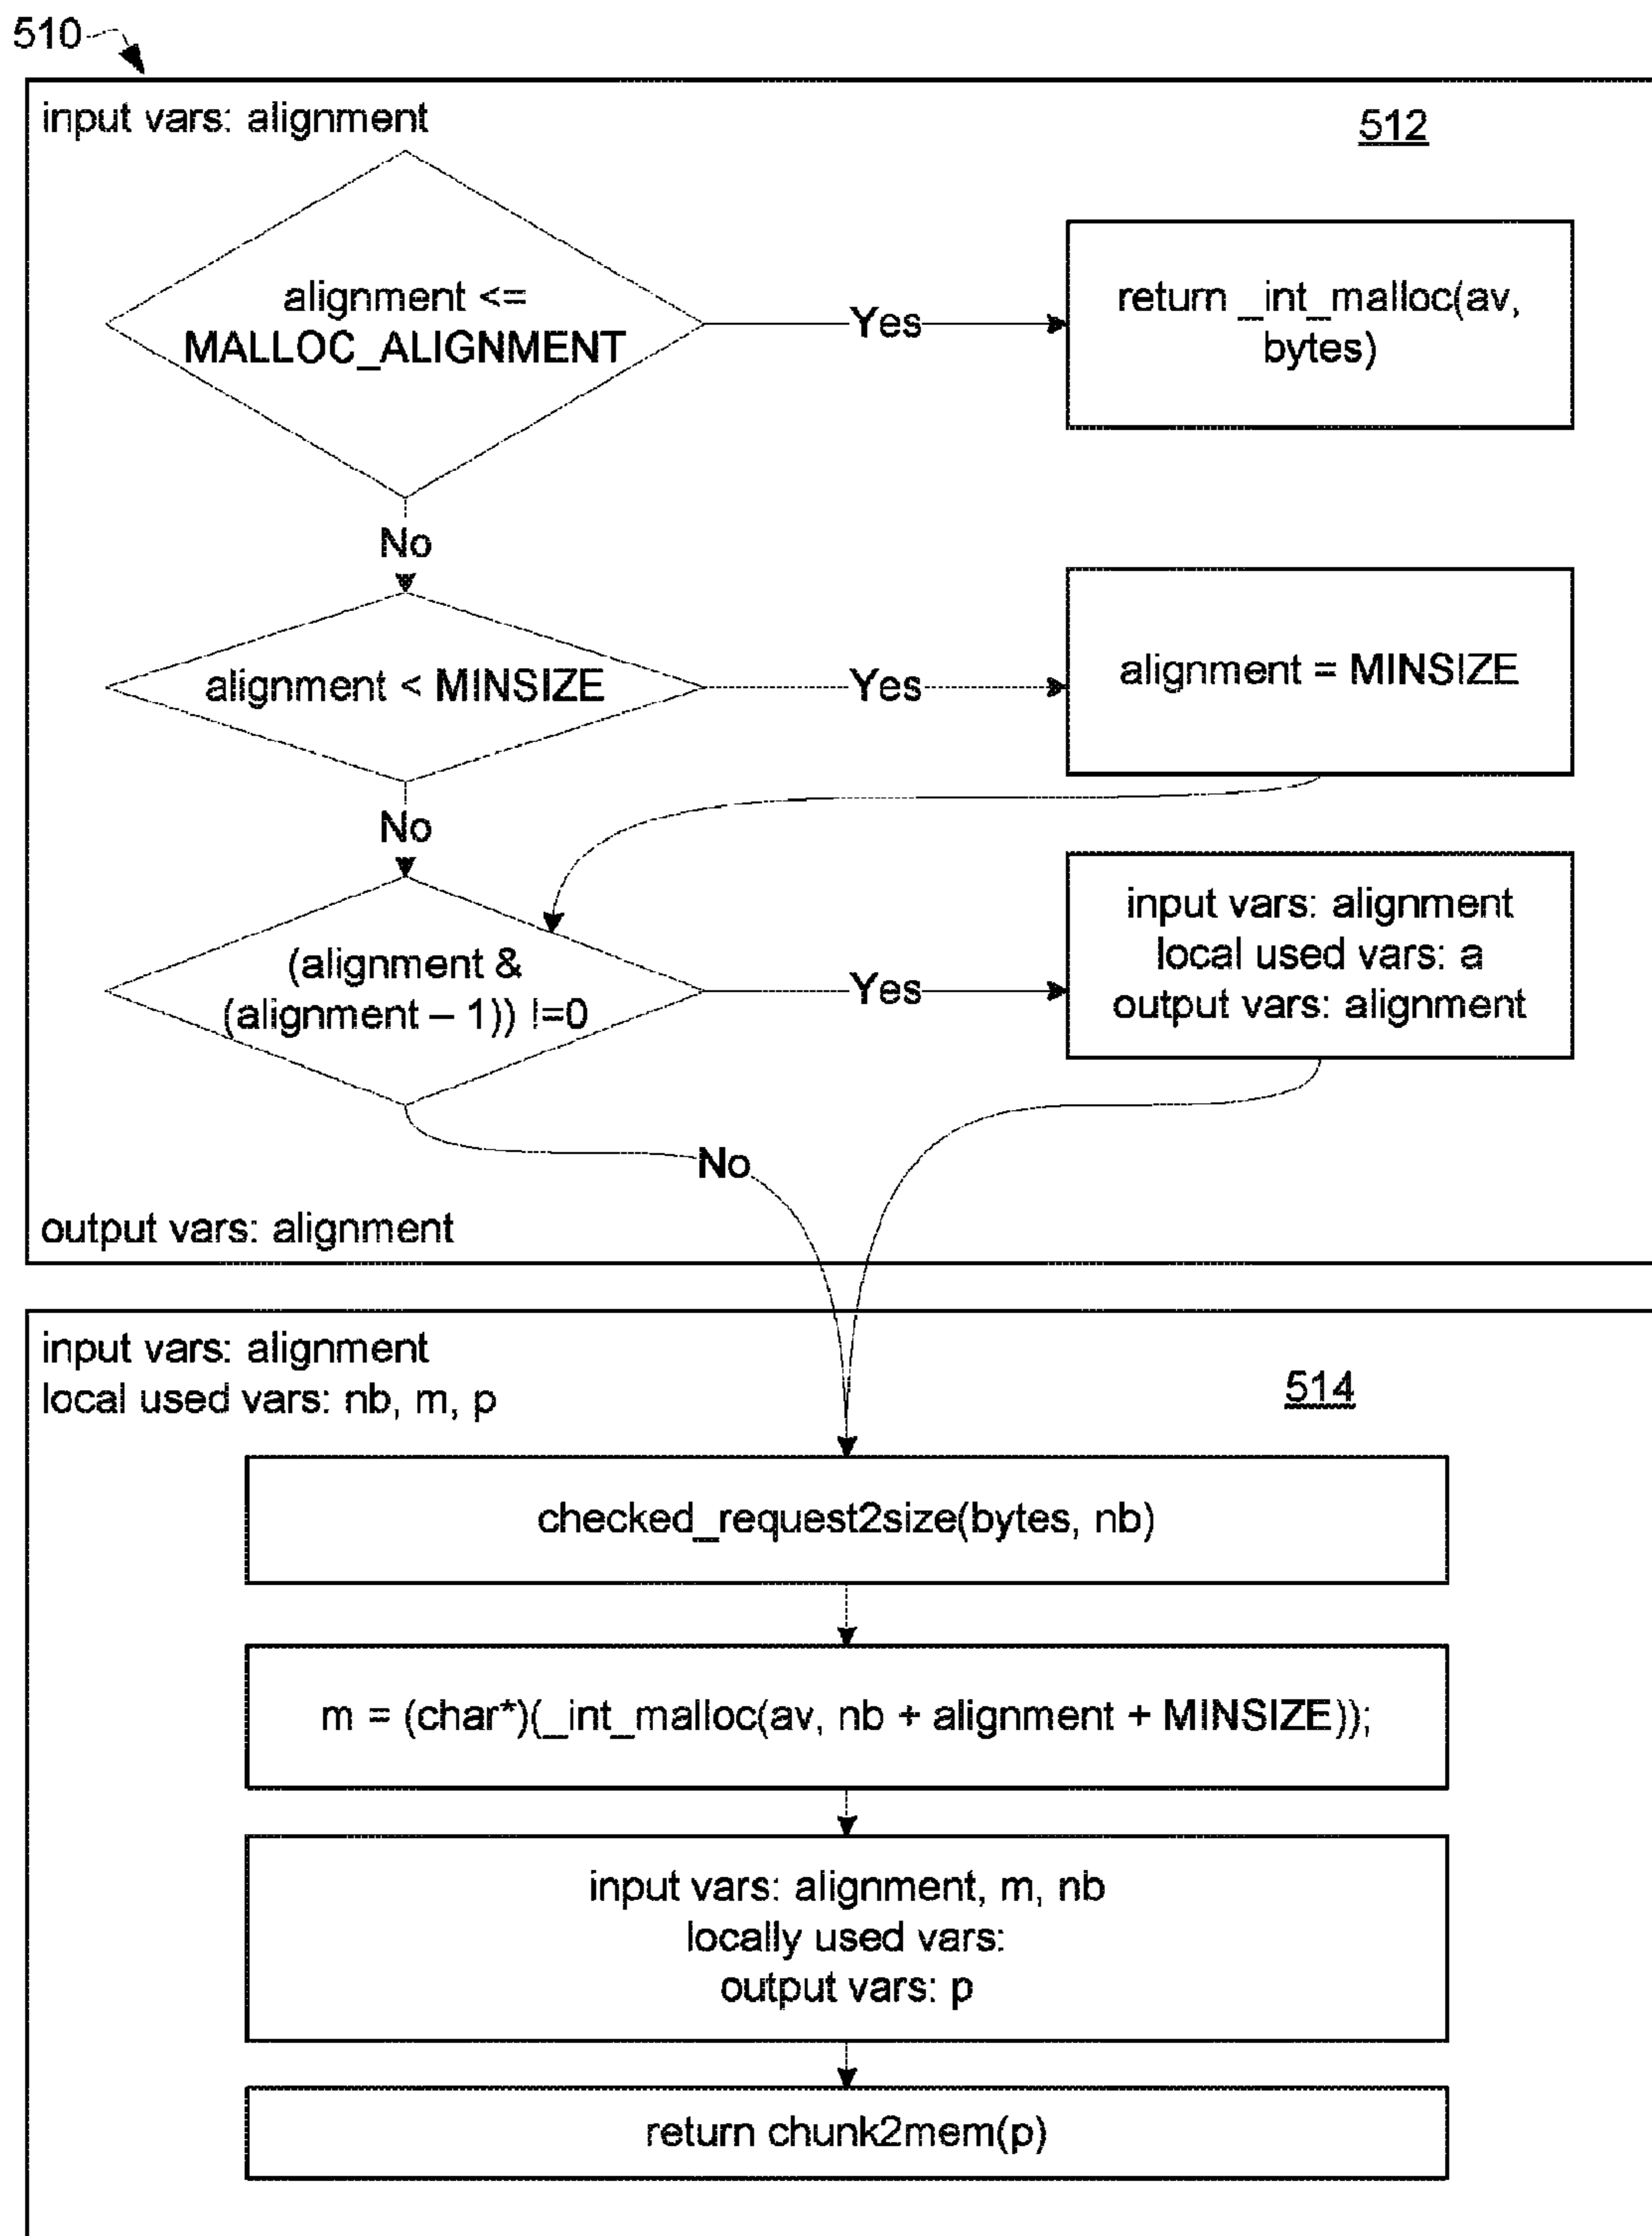 510
input vars: alignment
512
alignment <=
MALLOC_ALIGNMENT
Yes
return _int_malloc(av,
bytes)
No
alignment < MINSIZE
Yes
alignment = MINSIZE
No
(alignment &
(alignment – 1)) !=0
Yes
input vars: alignment
local used vars: a
output vars: alignment
No
output vars: alignment
input vars: alignment
local used vars: nb, m, p
514
checked_request2size(bytes, nb)
m = (char*)(_int_malloc(av, nb + alignment + MINSIZE));
input vars: alignment, m, nb
locally used vars:
output vars: p
return chunk2mem(p)